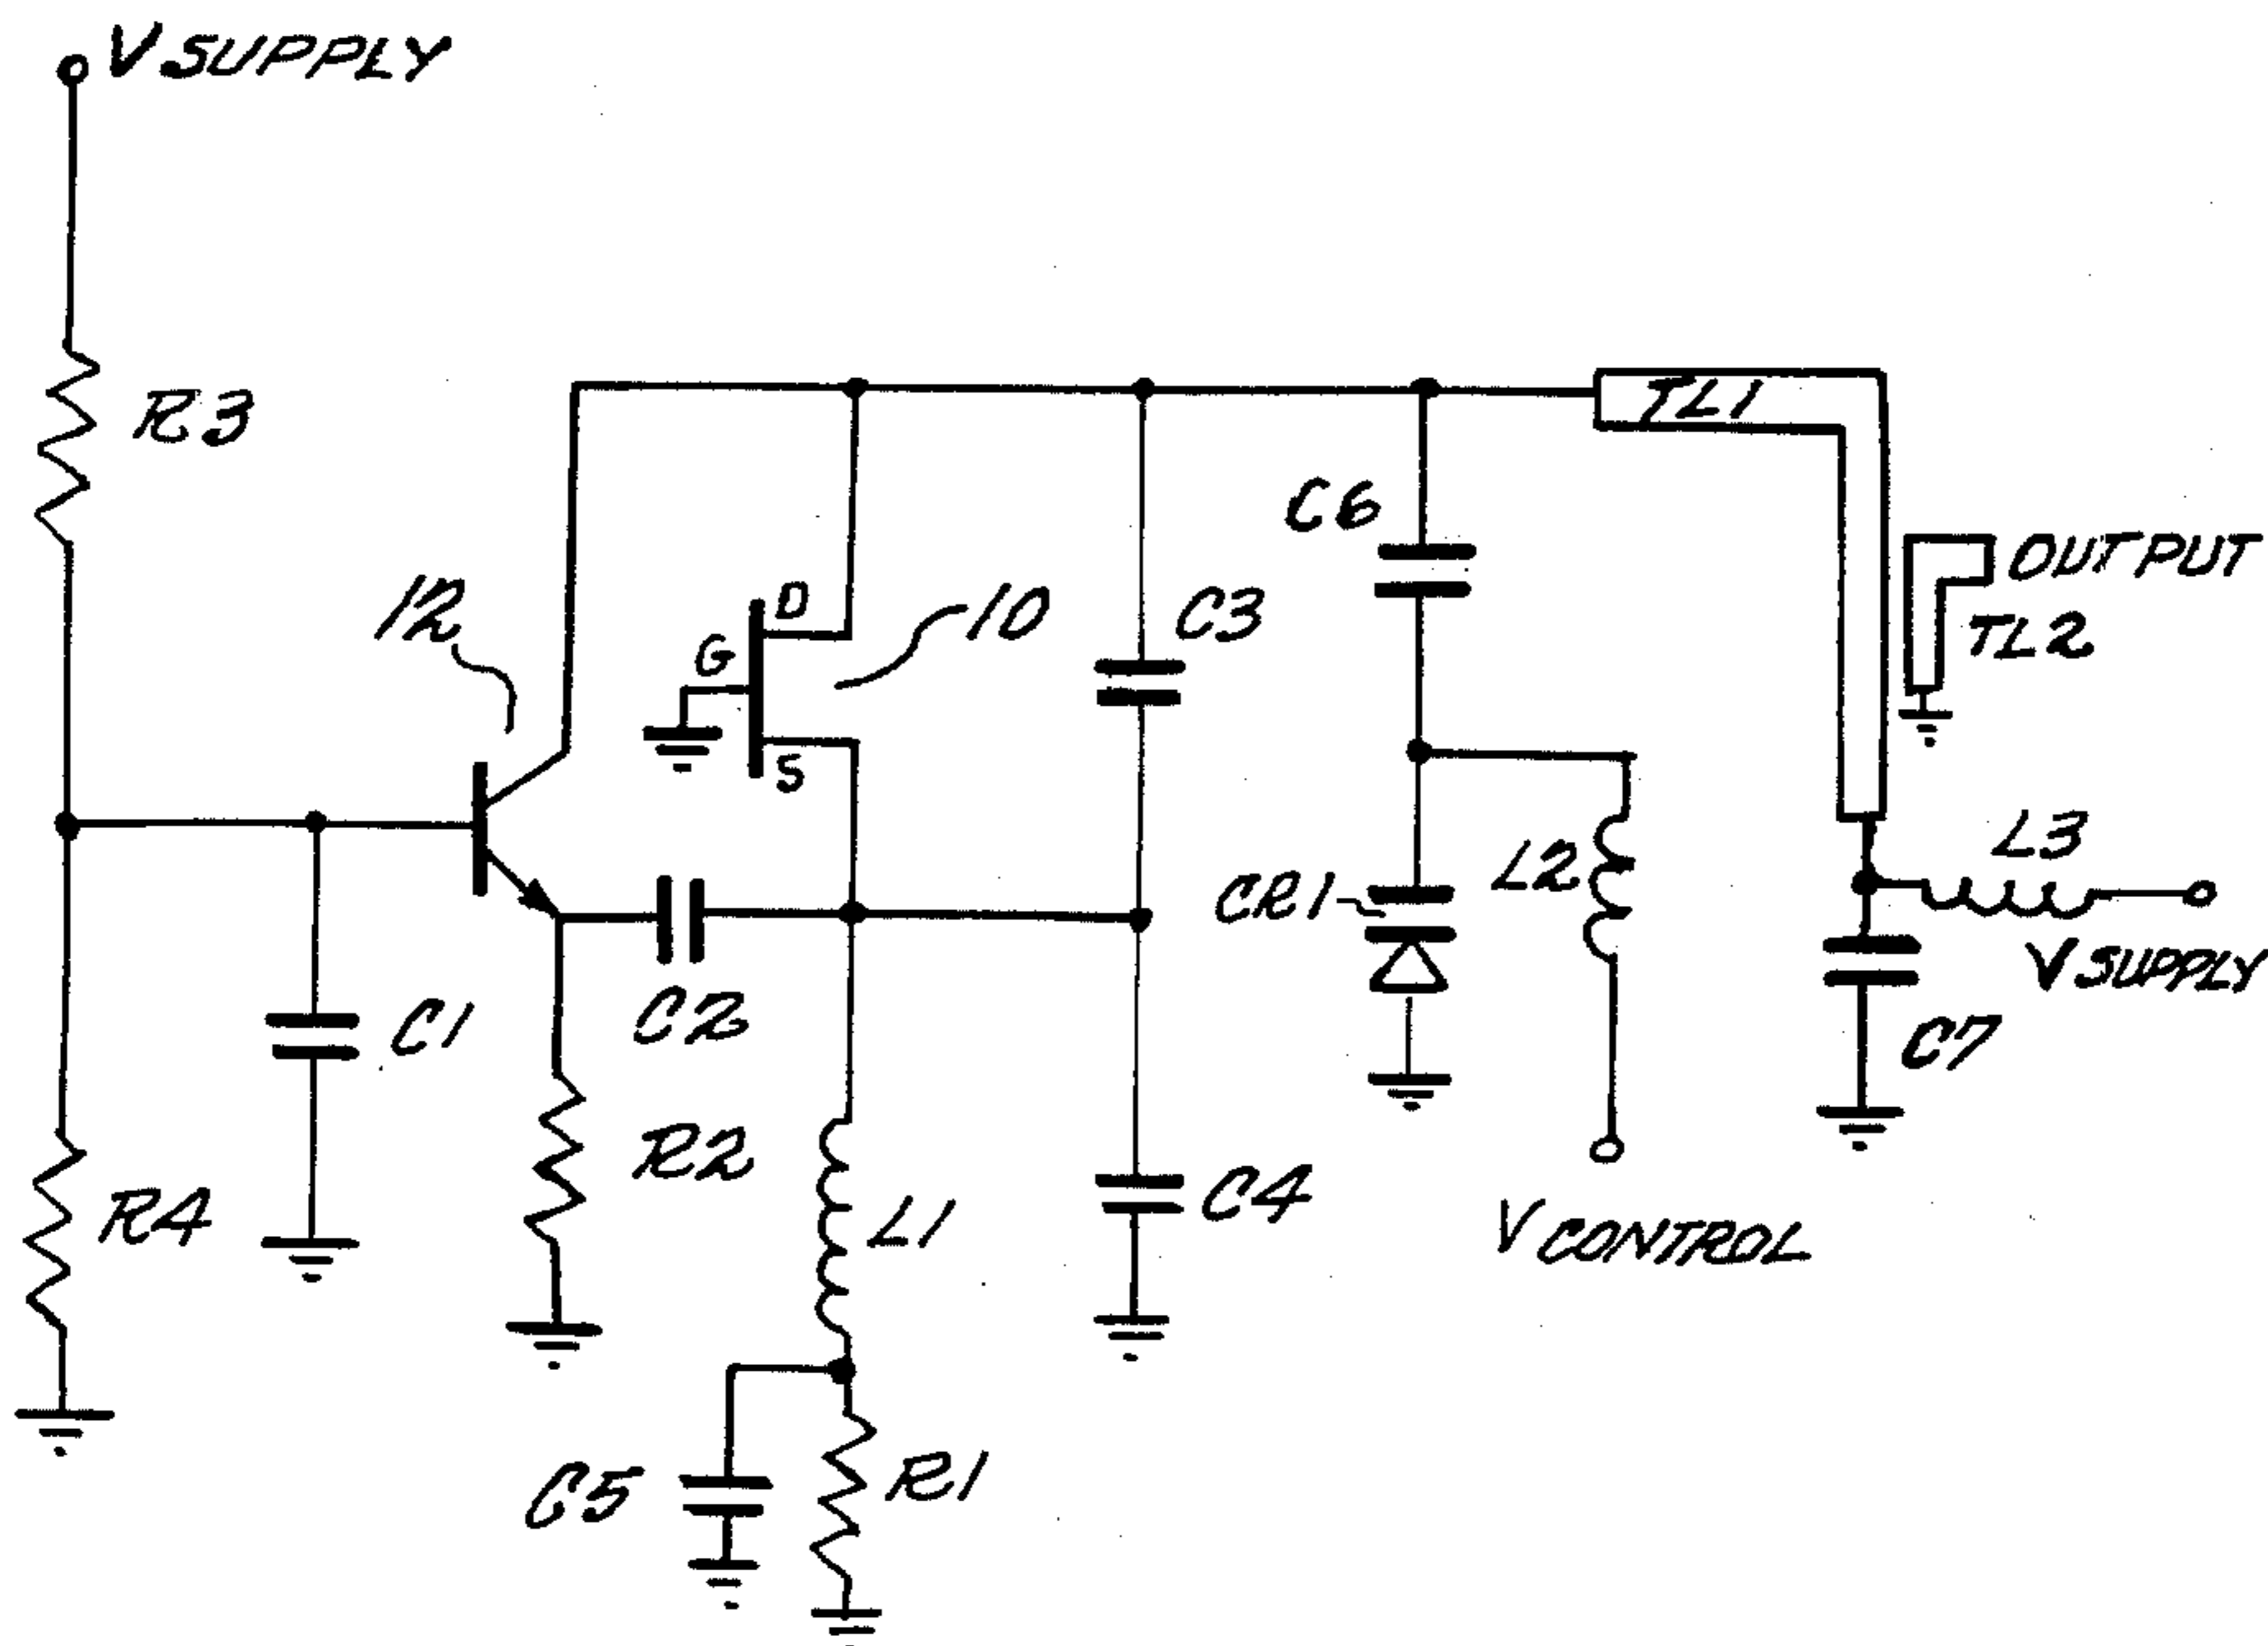 V SUPPLY
R3
TL1
C6
OUTPUT
12
D
10
C3
G
TL2
S
L3
L2
CR1
V SUPPLY
C1
C2
C7
R2
R4
L1
C4
V CONTROL
C5
R1